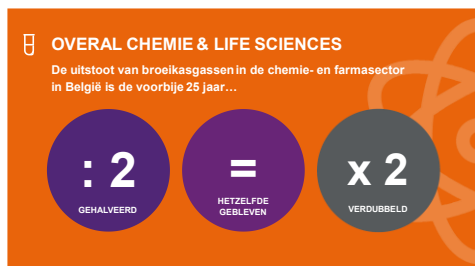 OVERAL CHEMIE & LIFE SCIENCES
De uitstoot van broeikasgassen in de chemie- en farmasector
in België is de voorbije 25 jaar…
: 2
GEHALVEERD
=
HETZELFDE
GEBLEVEN
x 2
VERDUBBELD